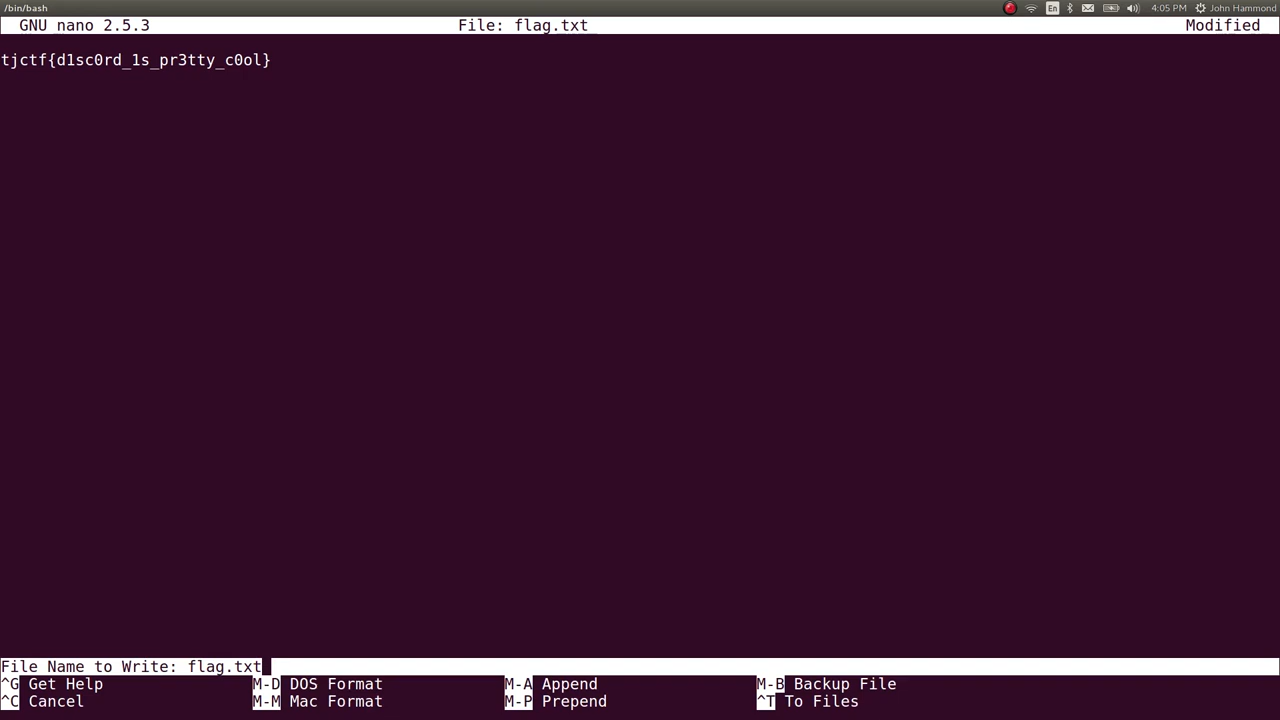 /bin/bash
En 4:05 PM John Hammond
GNU nano 2.5.3 File: flag.txt Modified
tjctf{d1sc0rd_1s_pr3tty_c0ol}
File Name to Write: flag.txt
^G Get Help M-D DOS Format M-A Append M-B Backup File
^C Cancel M-M Mac Format M-P Prepend ^T To Files